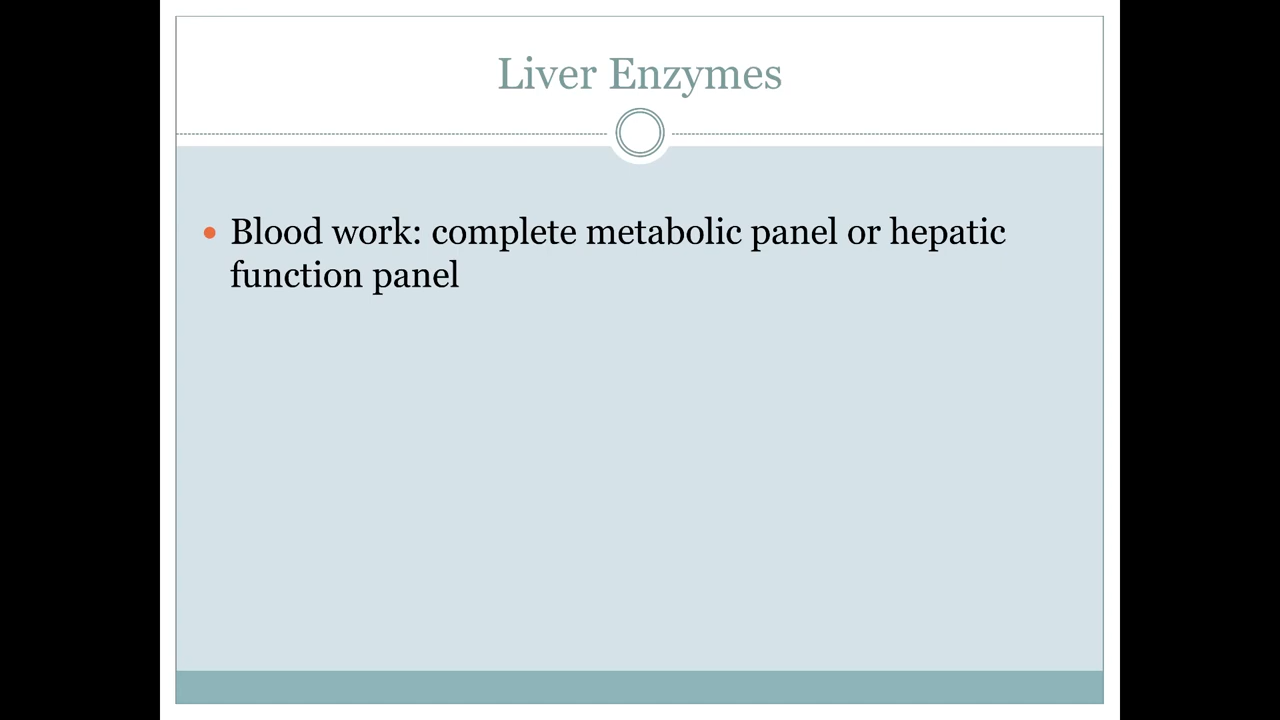 Liver Enzymes
Blood work: complete metabolic panel or hepatic
function panel